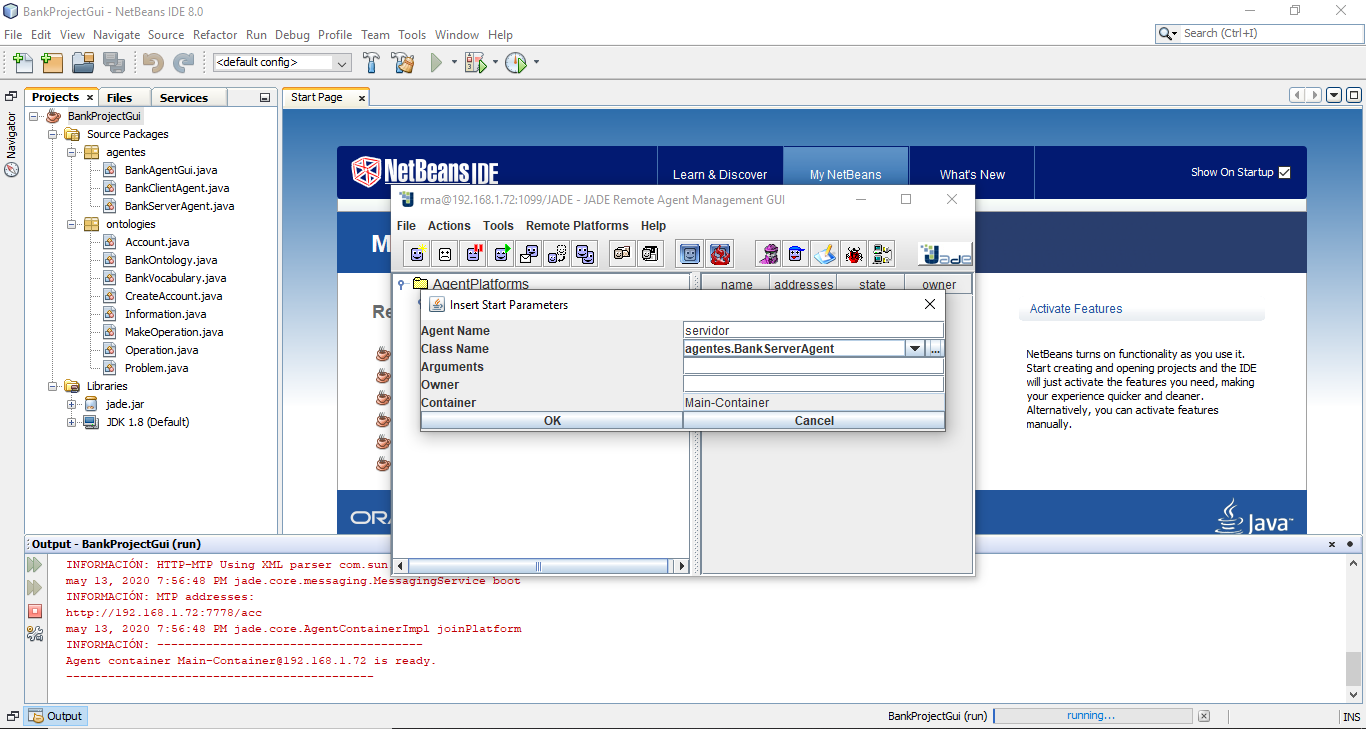 BankProjectGui - NetBeans IDE 8.0
File Edit View Navigate Source Refactor Run Debug Profile Team Tools Window Help
Search (Ctrl+I)
<default config>
Projects Files Services
Start Page
Navigator
BankProjectGui
Source Packages
agentes
BankAgentGui.java
BankClientAgent.java
BankServerAgent.java
ontologies
Account.java
BankOntology.java
BankVocabulary.java
CreateAccount.java
Information.java
MakeOperation.java
Operation.java
Problem.java
Libraries
jade.jar
JDK 1.8 (Default)
NetBeans IDE
Learn & Discover
My NetBeans
What's New
Show On Startup
M
Re
ORA
Activate Features
NetBeans turns on functionality as you use it.
Start creating and opening projects and the IDE
will just activate the features you need, making
your experience quicker and cleaner.
Alternatively, you can activate features
manually.
Java™
rma@192.168.1.72:1099/JADE - JADE Remote Agent Management GUI
File Actions Tools Remote Platforms Help
Jade
AgentPlatforms
name addresses state owner
Insert Start Parameters
Agent Name servidor
Class Name agentes.BankServerAgent ...
Arguments
Owner
Container Main-Container
OK Cancel
Output - BankProjectGui (run)
INFORMACIÓN: HTTP-MTP Using XML parser com.sun
may 13, 2020 7:56:48 PM jade.core.messaging.MessagingService boot
INFORMACIÓN: MTP addresses:
http://192.168.1.72:7778/acc
may 13, 2020 7:56:48 PM jade.core.AgentContainerImpl joinPlatform
INFORMACIÓN: --------------------------------------
Agent container Main-Container@192.168.1.72 is ready.
--------------------------------------------
Output
BankProjectGui (run)
running...
INS